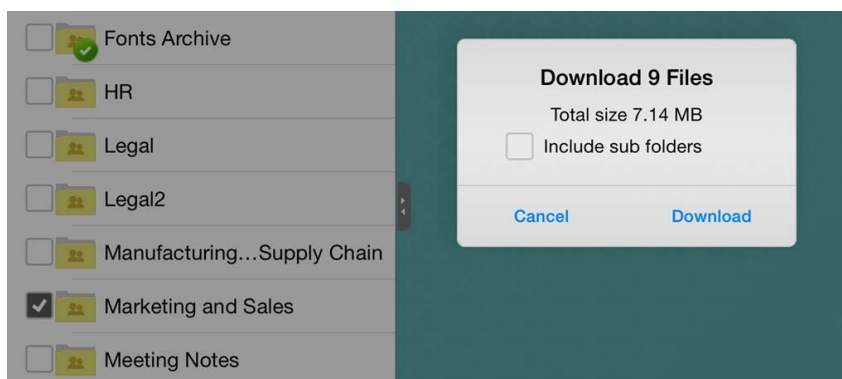 Fonts Archive
HR
Legal
Legal2
Manufacturing...Supply Chain
Marketing and Sales
Meeting Notes
Download 9 Files
Total size 7.14 MB
Include sub folders
Cancel Download